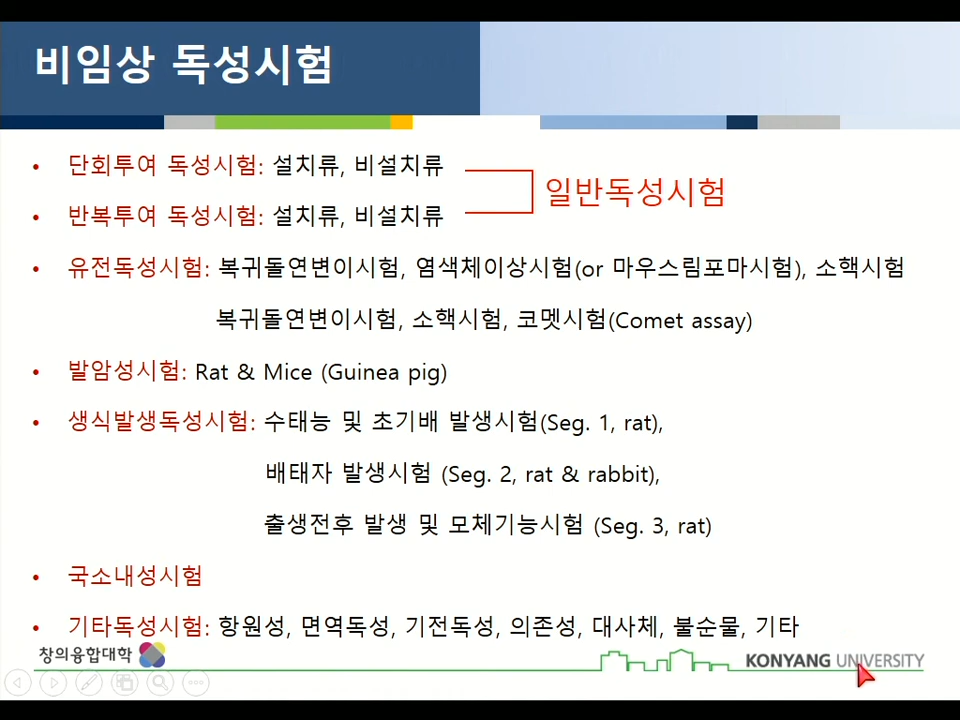 비임상 독성시험
• 단회투여 독성시험: 설치류, 비설치류
• 반복투여 독성시험: 설치류, 비설치류
일반독성시험
• 유전독성시험: 복귀돌연변이시험, 염색체이상시험(or 마우스림포마시험), 소핵시험
복귀돌연변이시험, 소핵시험, 코멧시험(Comet assay)
• 발암성시험: Rat & Mice (Guinea pig)
• 생식발생독성시험: 수태능 및 초기배 발생시험(Seg. 1, rat),
배태자 발생시험 (Seg. 2, rat & rabbit),
출생전후 발생 및 모체기능시험 (Seg. 3, rat)
• 국소내성시험
• 기타독성시험: 항원성, 면역독성, 기전독성, 의존성, 대사체, 불순물, 기타
창의융합대학
KONYANG UNIVERSITY